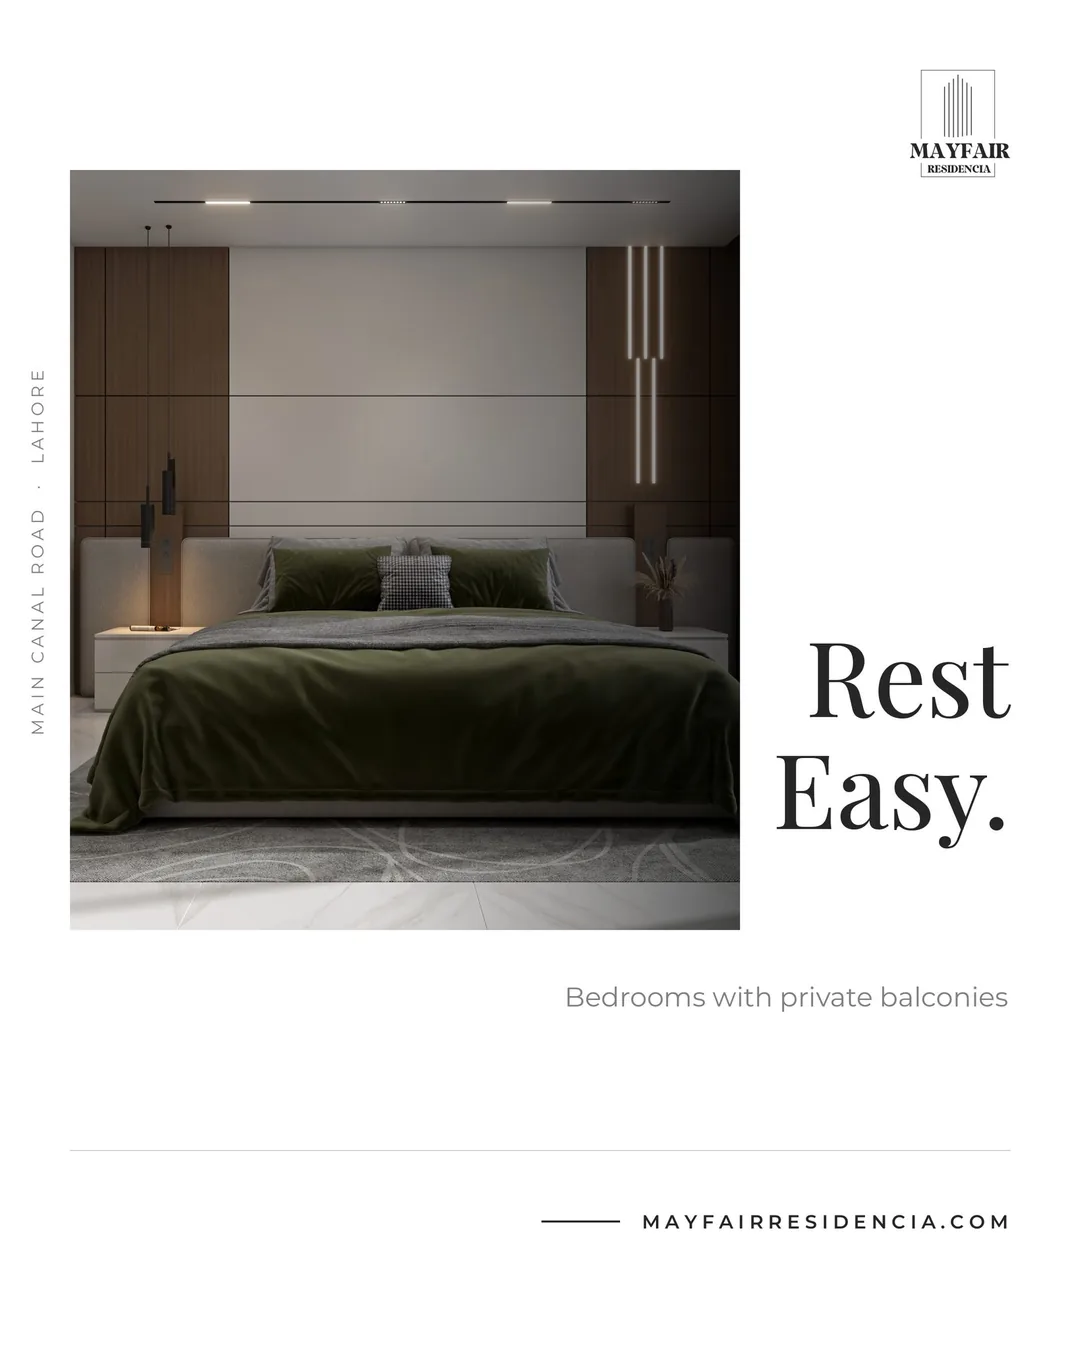 MAYFAIR
RESIDENCIA
MAIN CANAL ROAD · LAHORE
Rest
Easy.
Bedrooms with private balconies
MAYFAIRRESIDENCIA.COM